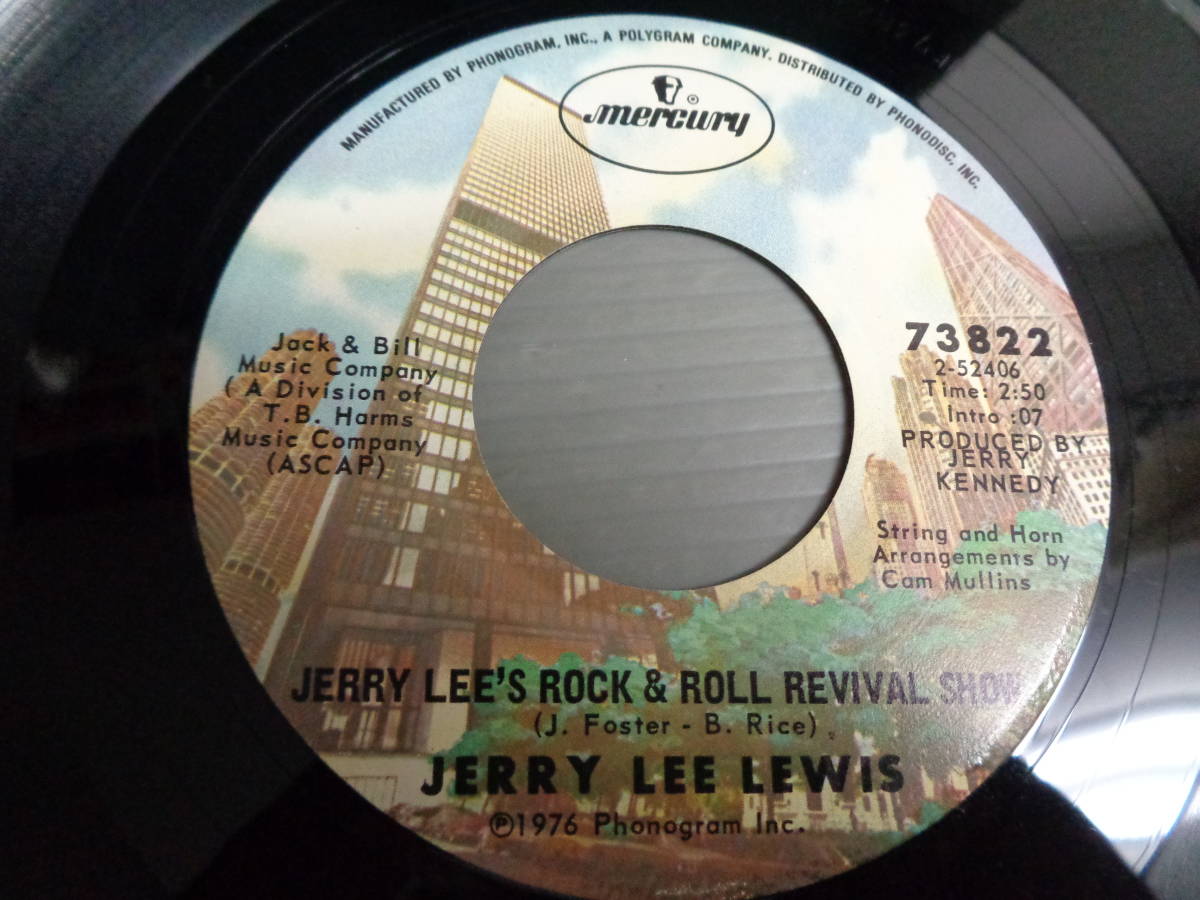 MANUFACTURED BY PHONOGRAM, INC., A POLYGRAM COMPANY. DISTRIBUTED BY PHONODISC, INC.
mercury ®
Jack & Bill
Music Company
( A Division of
T.B. Harms
Music Company
(ASCAP)
73822
2-52406
Time: 2:50
Intro :07
PRODUCED BY
JERRY
KENNEDY
String and Horn
Arrangements by
Cam Mullins
JERRY LEE'S ROCK & ROLL REVIVAL SHOW
(J. Foster - B. Rice)
JERRY LEE LEWIS
℗1976 Phonogram Inc.